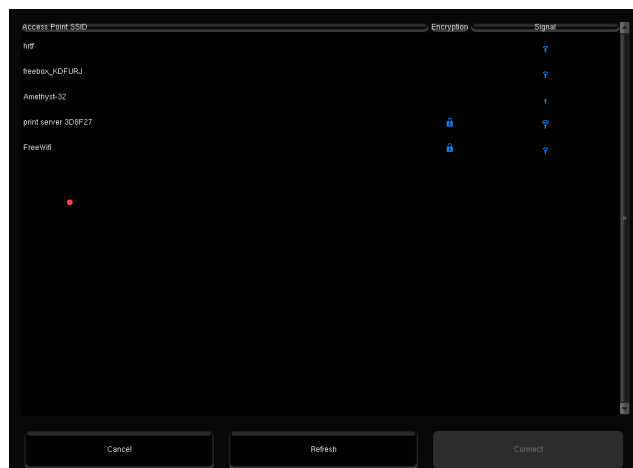 Access Point SSID Encryption Signal
hrtf
freebox_KDFURJ
Amethyst-32
print server 3D8F27
FreeWifi
Cancel Refresh Connect